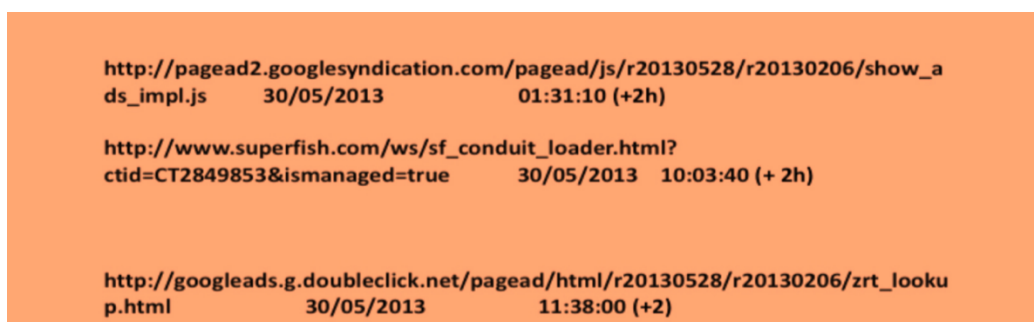 http://pagead2.googlesyndication.com/pagead/js/r20130528/r20130206/show_a
ds_impl.js 30/05/2013 01:31:10 (+2h)
http://www.superfish.com/ws/sf_conduit_loader.html?
ctid=CT2849853&ismanaged=true 30/05/2013 10:03:40 (+ 2h)
http://googleads.g.doubleclick.net/pagead/html/r20130528/r20130206/zrt_looku
p.html 30/05/2013 11:38:00 (+2)